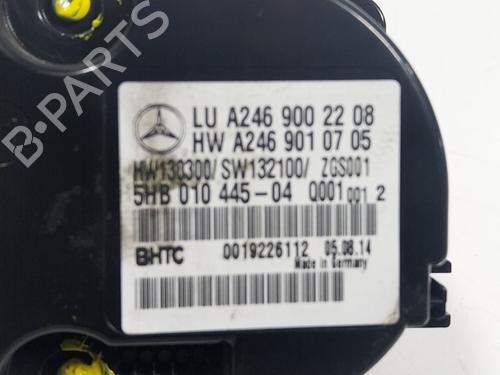 LU A246 900 22 08
HW A246 901 07 05
HW130300/ SW132100/ ZGS001
5HB 010 445-04 Q001 001 2
BHTC 0019226112 05.08.14
Made in Germany